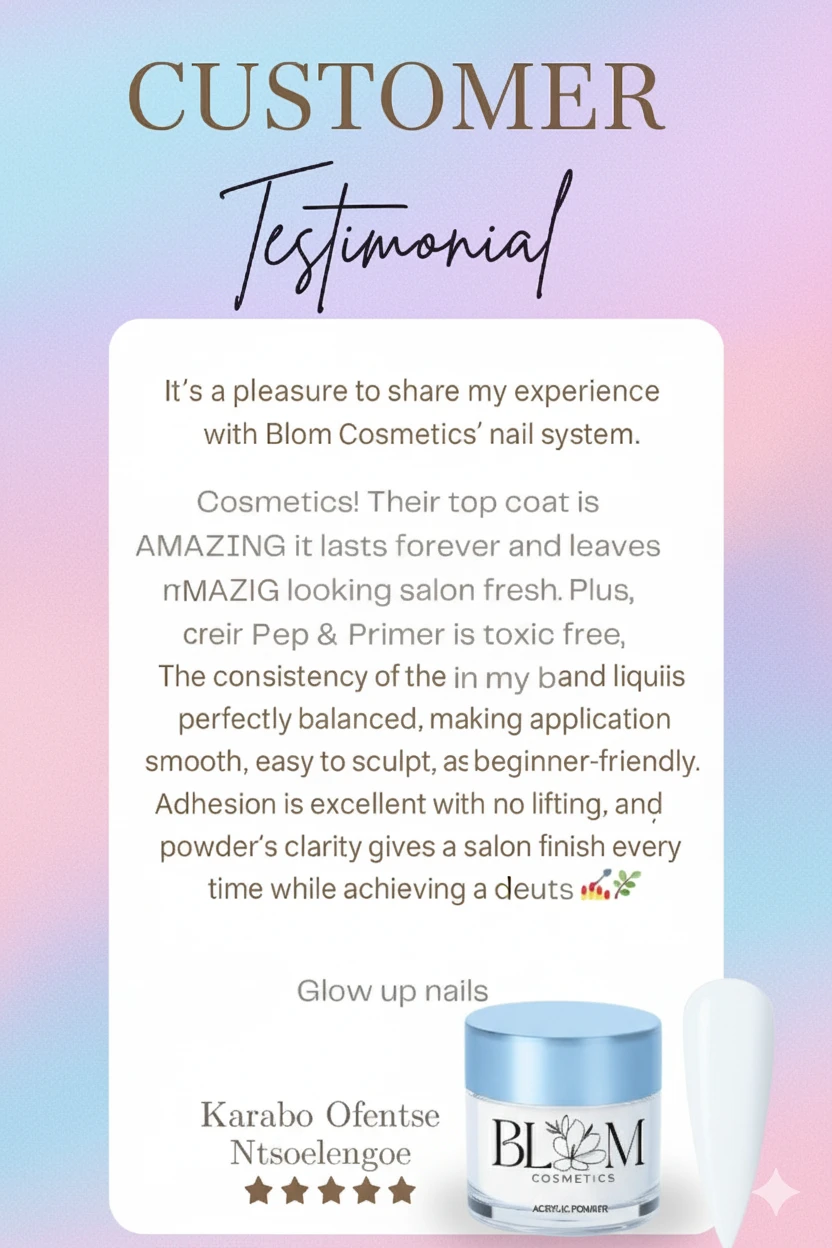 CUSTOMER
Testimonial
It’s a pleasure to share my experience
with Blom Cosmetics’ nail system.
Cosmetics! Their top coat is
AMAZING it lasts forever and leaves
mMAZIG looking salon fresh. Plus,
creir Pep & Primer is toxic free,
The consistency of the in my band liquiis
perfectly balanced, making application
smooth, easy to sculpt, as beginner-friendly.
Adhesion is excellent with no lifting, and
powder’s clarity gives a salon finish every
time while achieving a deuts 💅🌿
Glow up nails
Karabo Ofentse
Ntsoelengoe
BLOM
COSMETICS
ACRYLIC POWRER